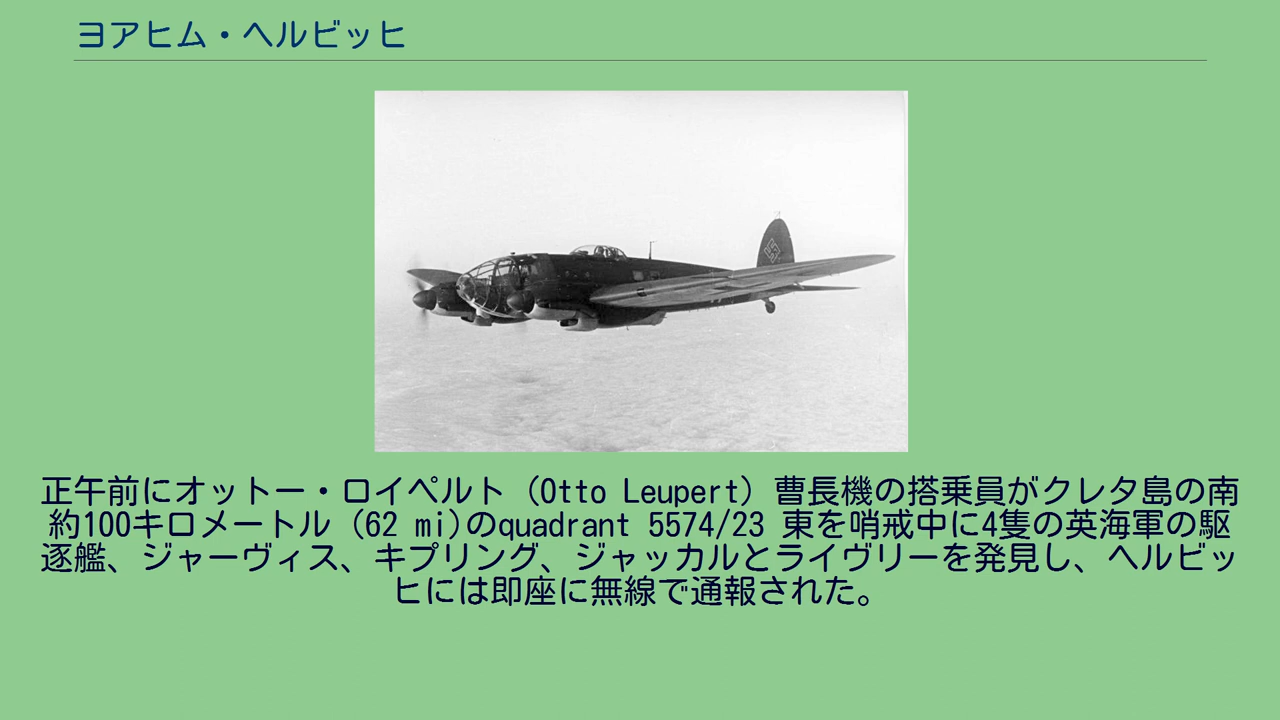 ヨアヒム・ヘルビッヒ
正午前にオットー・ロイペルト（Otto Leupert）曹長機の搭乗員がクレタ島の南
約100キロメートル (62 mi)のquadrant 5574/23 東を哨戒中に4隻の英海軍の駆
逐艦、ジャーヴィス、キプリング、ジャッカルとライヴリーを発見し、ヘルビッ
ヒには即座に無線で通報された。